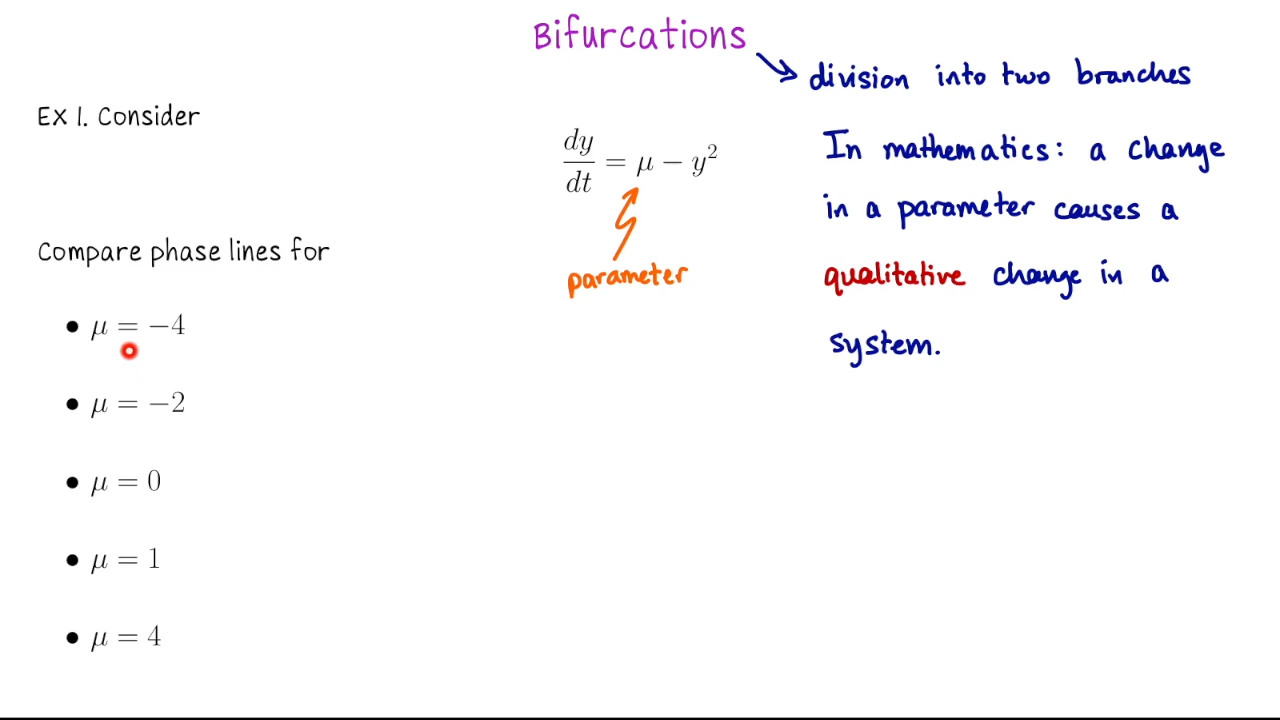 Bifurcations
division into two branches
Ex 1. Consider
dy/dt = μ − y²
In mathematics: a change
in a parameter causes a
qualitative change in a
system.
parameter
Compare phase lines for
• μ = −4
• μ = −2
• μ = 0
• μ = 1
• μ = 4